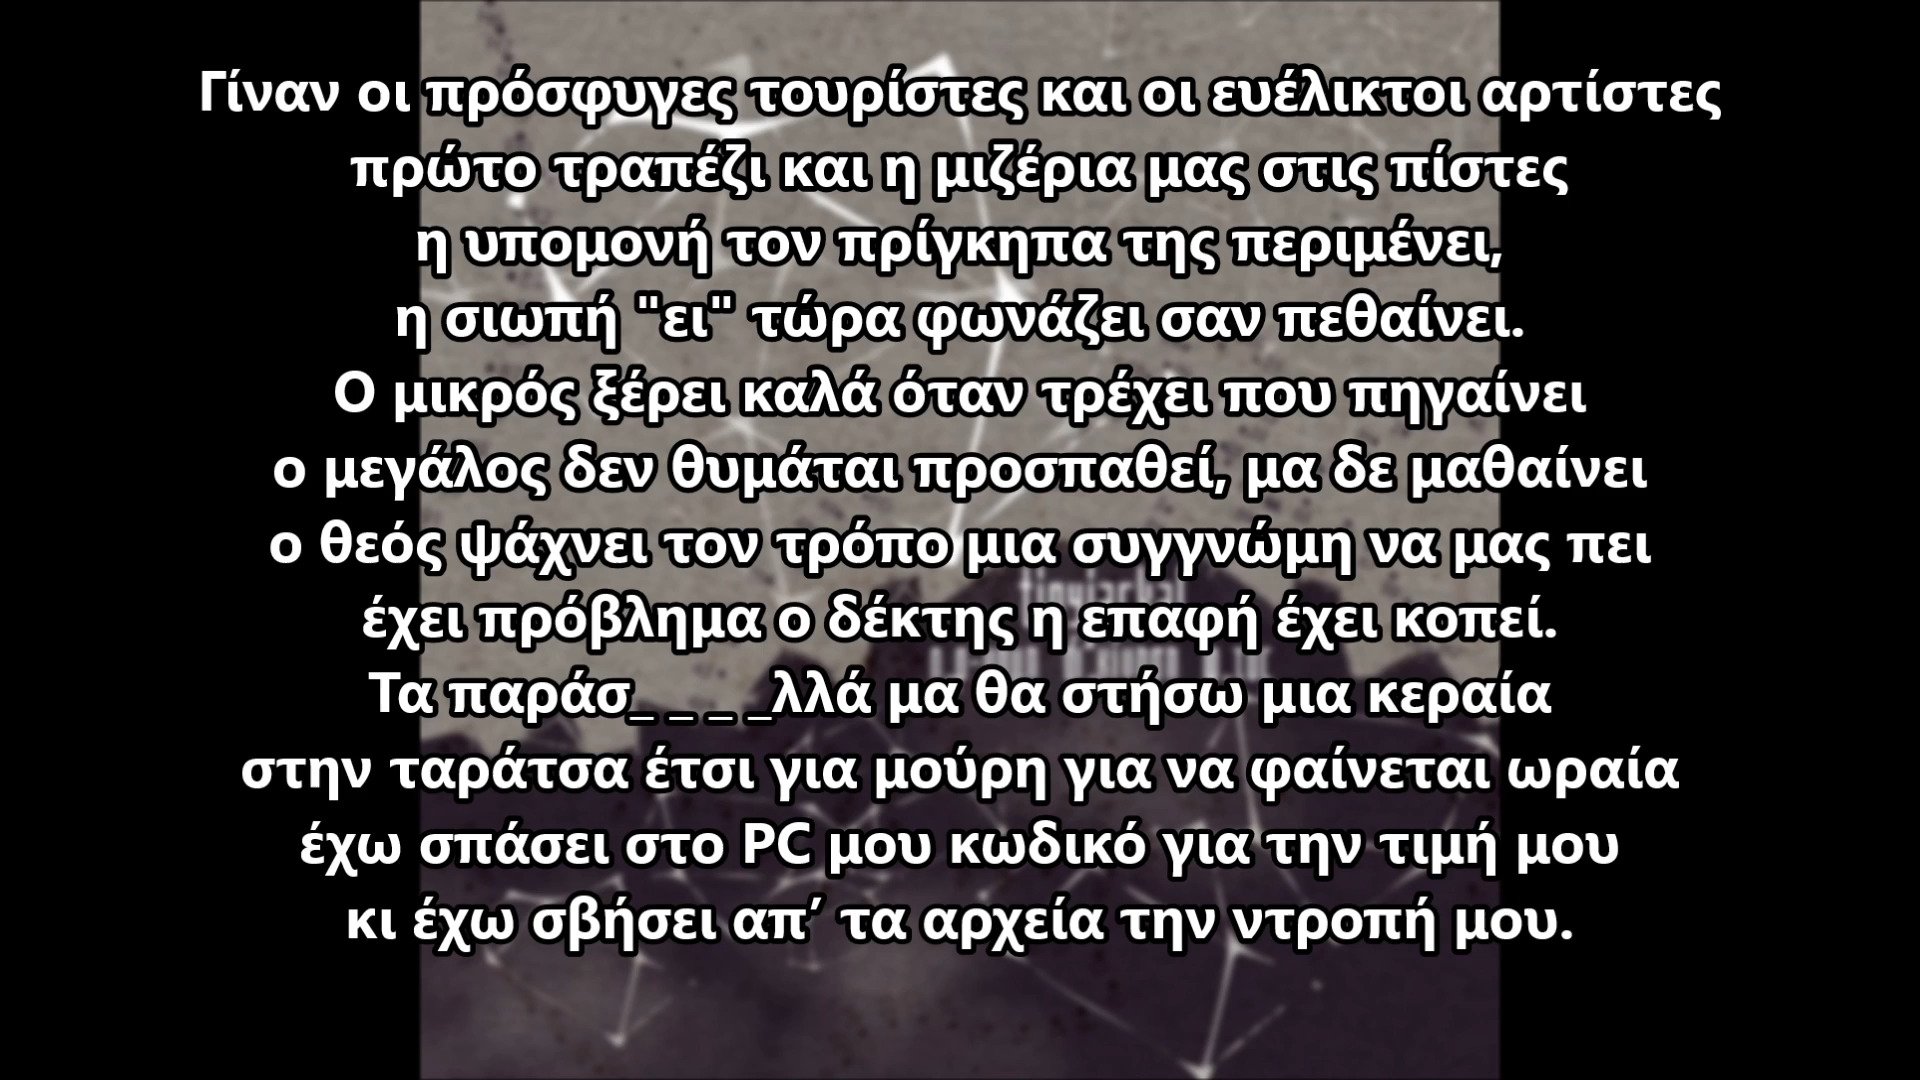 Γίναν οι πρόσφυγες τουρίστες και οι ευέλικτοι αρτίστες
πρώτο τραπέζι και η μιζέρια μας στις πίστες
η υπομονή τον πρίγκηπα της περιμένει,
η σιωπή "ει" τώρα φωνάζει σαν πεθαίνει.
Ο μικρός ξέρει καλά όταν τρέχει που πηγαίνει
ο μεγάλος δεν θυμάται προσπαθεί, μα δε μαθαίνει
ο θεός ψάχνει τον τρόπο μια συγγνώμη να μας πει
έχει πρόβλημα ο δέκτης η επαφή έχει κοπεί.
Τα παράσ_ _ _ _λλά μα θα στήσω μια κεραία
στην ταράτσα έτσι για μούρη για να φαίνεται ωραία
έχω σπάσει στο PC μου κωδικό για την τιμή μου
κι έχω σβήσει απ’ τα αρχεία την ντροπή μου.